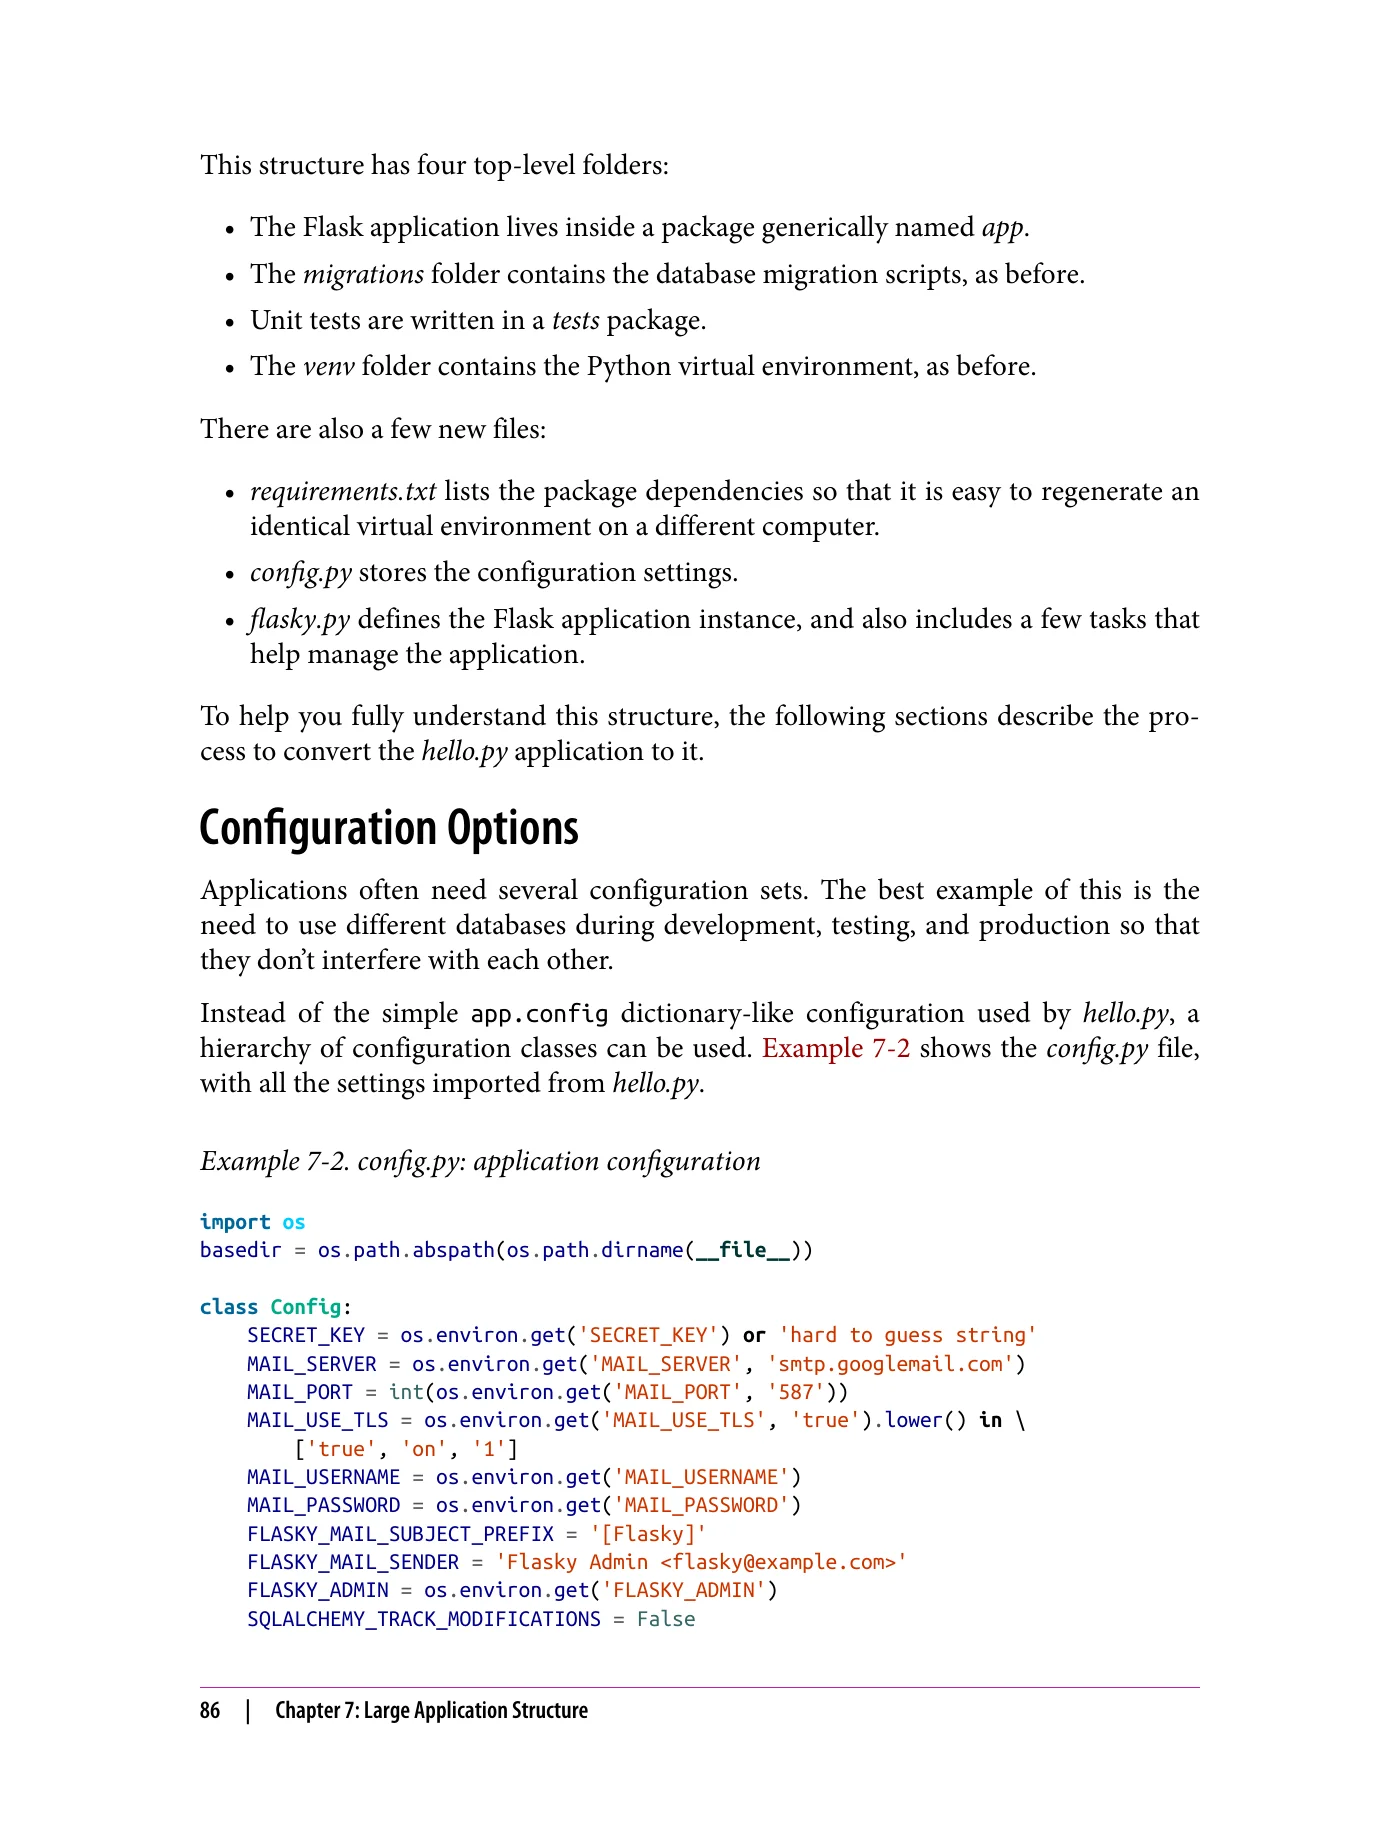 This structure has four top-level folders:
• The Flask application lives inside a package generically named app.
• The migrations folder contains the database migration scripts, as before.
• Unit tests are written in a tests package.
• The venv folder contains the Python virtual environment, as before.
There are also a few new files:
• requirements.txt lists the package dependencies so that it is easy to regenerate an
identical virtual environment on a different computer.
• config.py stores the configuration settings.
• flasky.py defines the Flask application instance, and also includes a few tasks that
help manage the application.
To help you fully understand this structure, the following sections describe the pro-
cess to convert the hello.py application to it.
Configuration Options
Applications often need several configuration sets. The best example of this is the
need to use different databases during development, testing, and production so that
they don’t interfere with each other.
Instead of the simple app.config dictionary-like configuration used by hello.py, a
hierarchy of configuration classes can be used. Example 7-2 shows the config.py file,
with all the settings imported from hello.py.
Example 7-2. config.py: application configuration
import os
basedir = os.path.abspath(os.path.dirname(__file__))
class Config:
    SECRET_KEY = os.environ.get('SECRET_KEY') or 'hard to guess string'
    MAIL_SERVER = os.environ.get('MAIL_SERVER', 'smtp.googlemail.com')
    MAIL_PORT = int(os.environ.get('MAIL_PORT', '587'))
    MAIL_USE_TLS = os.environ.get('MAIL_USE_TLS', 'true').lower() in \
        ['true', 'on', '1']
    MAIL_USERNAME = os.environ.get('MAIL_USERNAME')
    MAIL_PASSWORD = os.environ.get('MAIL_PASSWORD')
    FLASKY_MAIL_SUBJECT_PREFIX = '[Flasky]'
    FLASKY_MAIL_SENDER = 'Flasky Admin <flasky@example.com>'
    FLASKY_ADMIN = os.environ.get('FLASKY_ADMIN')
    SQLALCHEMY_TRACK_MODIFICATIONS = False
86 | Chapter 7: Large Application Structure